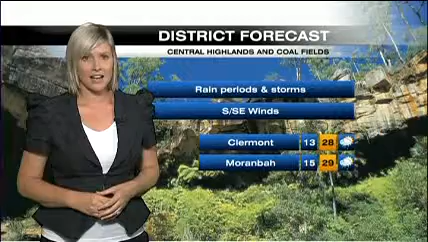 DISTRICT FORECAST
CENTRAL HIGHLANDS AND COAL FIELDS
Rain periods & storms
S/SE Winds
Clermont 13 28
Moranbah 15 29